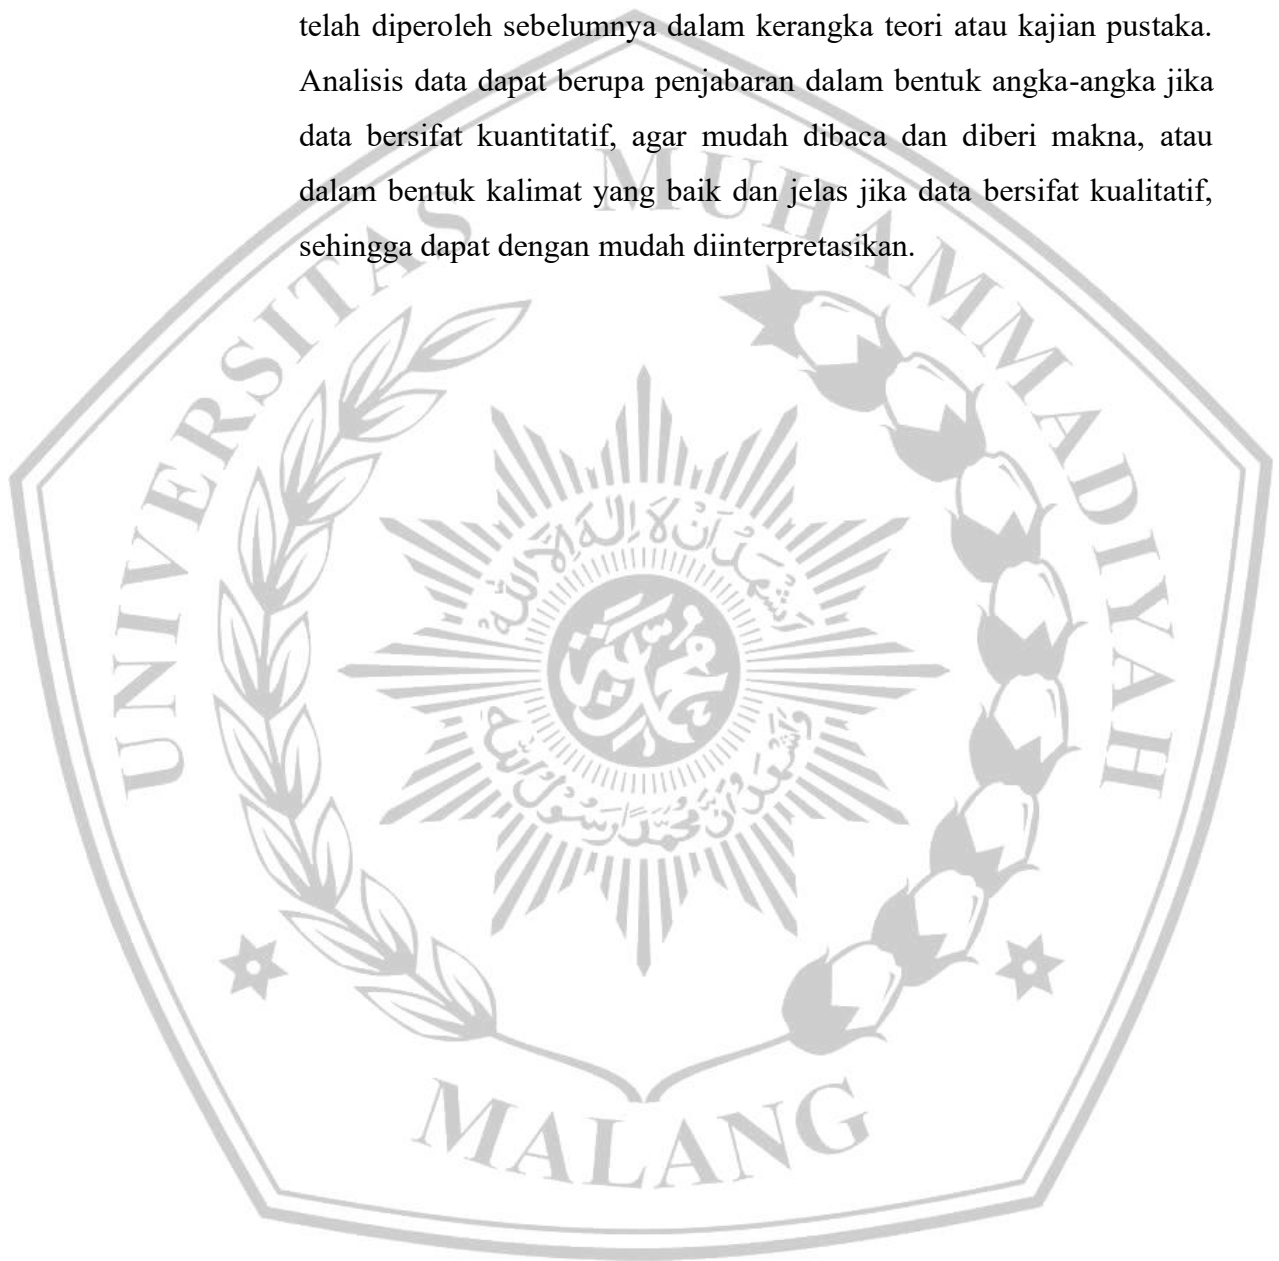 telah diperoleh sebelumnya dalam kerangka teori atau kajian pustaka.
Analisis data dapat berupa penjabaran dalam bentuk angka-angka jika
data bersifat kuantitatif, agar mudah dibaca dan diberi makna, atau
dalam bentuk kalimat yang baik dan jelas jika data bersifat kualitatif,
sehingga dapat dengan mudah diinterpretasikan.
UNIVERSITAS MUHAMMADIYAH
MALANG